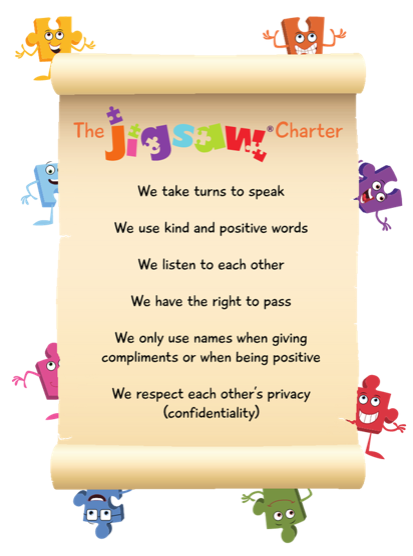 The jigsaw® Charter
We take turns to speak
We use kind and positive words
We listen to each other
We have the right to pass
We only use names when giving
compliments or when being positive
We respect each other's privacy
(confidentiality)